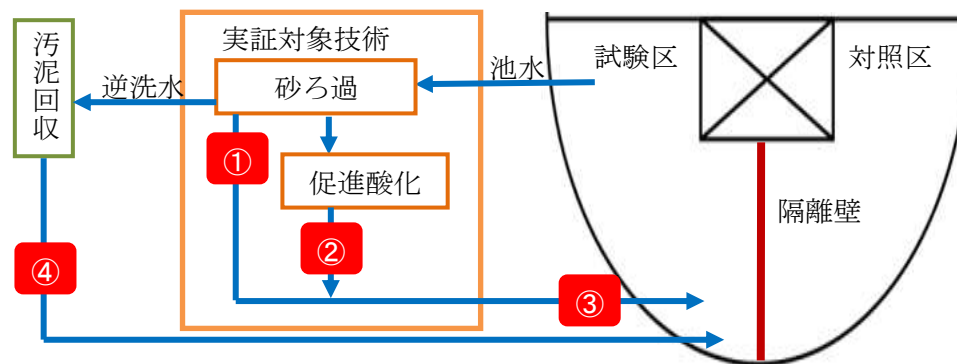 汚泥回収
逆洗水
実証対象技術
砂ろ過
池水
試験区
対照区
①
促進酸化
②
隔離壁
④
③